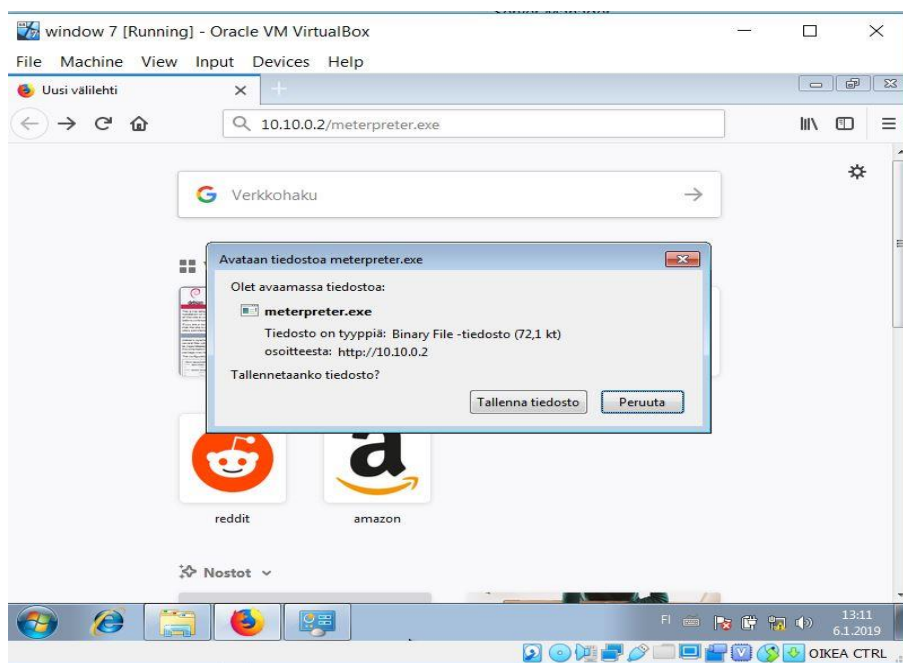 window 7 [Running] - Oracle VM VirtualBox
File Machine View Input Devices Help
Uusi välilehti
10.10.0.2/meterpreter.exe
Verkkohaku
Avataan tiedostoa meterpreter.exe
Olet avaamassa tiedostoa:
meterpreter.exe
Tiedosto on tyyppiä: Binary File -tiedosto (72,1 kt)
osoitteesta: http://10.10.0.2
Tallennetaanko tiedosto?
Tallenna tiedosto Peruuta
reddit amazon
Nostot
FI 13:11
6.1.2019
OIKEA CTRL